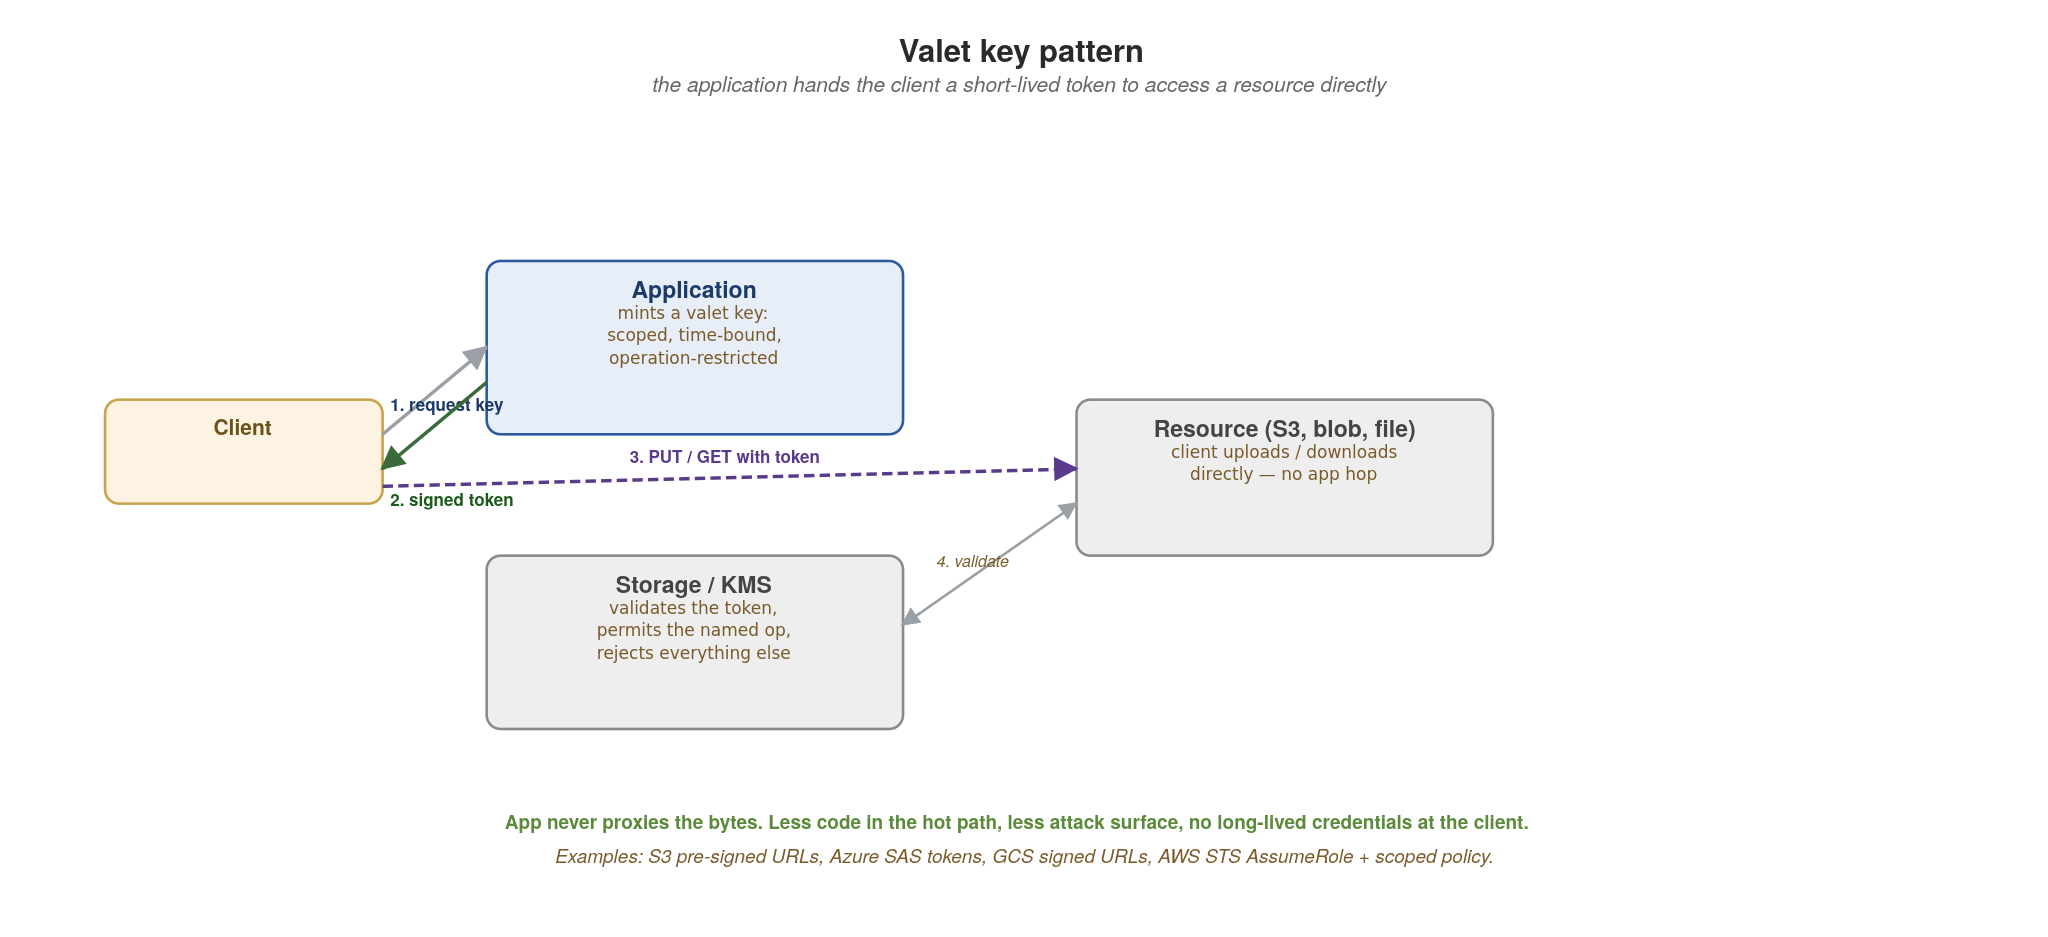 Valet key pattern
the application hands the client a short-lived token to access a resource directly
Application
mints a valet key:
scoped, time-bound,
operation-restricted
1. request key
Client
Resource (S3, blob, file)
client uploads / downloads
directly — no app hop
3. PUT / GET with token
2. signed token
4. validate
Storage / KMS
validates the token,
permits the named op,
rejects everything else
App never proxies the bytes. Less code in the hot path, less attack surface, no long-lived credentials at the client.
Examples: S3 pre-signed URLs, Azure SAS tokens, GCS signed URLs, AWS STS AssumeRole + scoped policy.